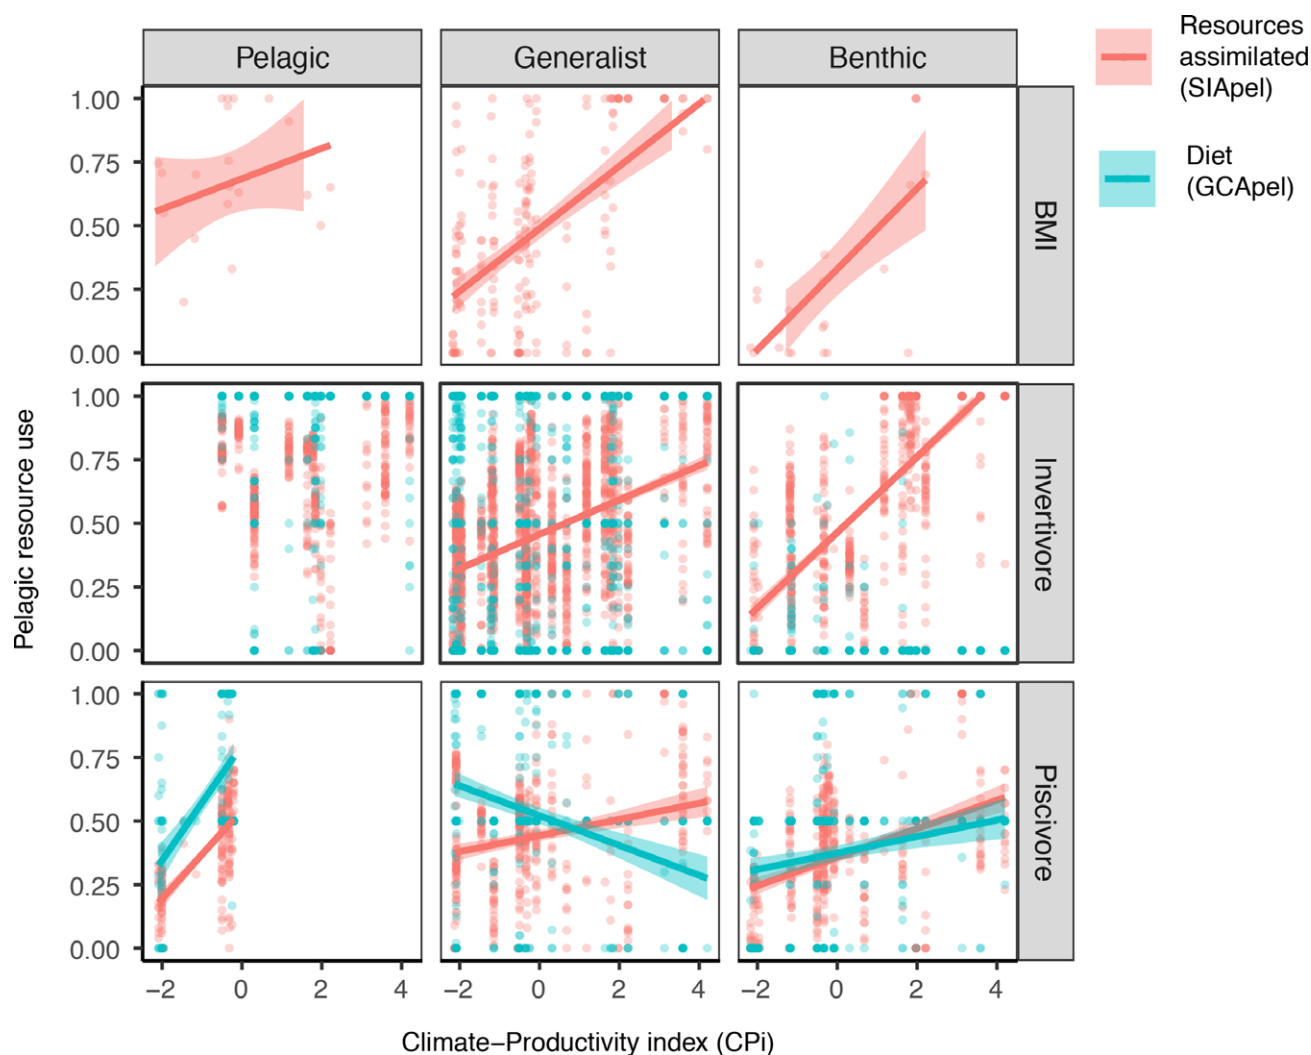 Pelagic
Generalist
Benthic
Resources
assimilated
(SIApel)
Diet
(GCApel)
1.00
0.75
0.50
0.25
0.00
BMI
Pelagic resource use
1.00
0.75
0.50
0.25
0.00
Invertivore
1.00
0.75
0.50
0.25
0.00
Piscivore
−2 0 2 4
−2 0 2 4
−2 0 2 4
Climate−Productivity index (CPi)